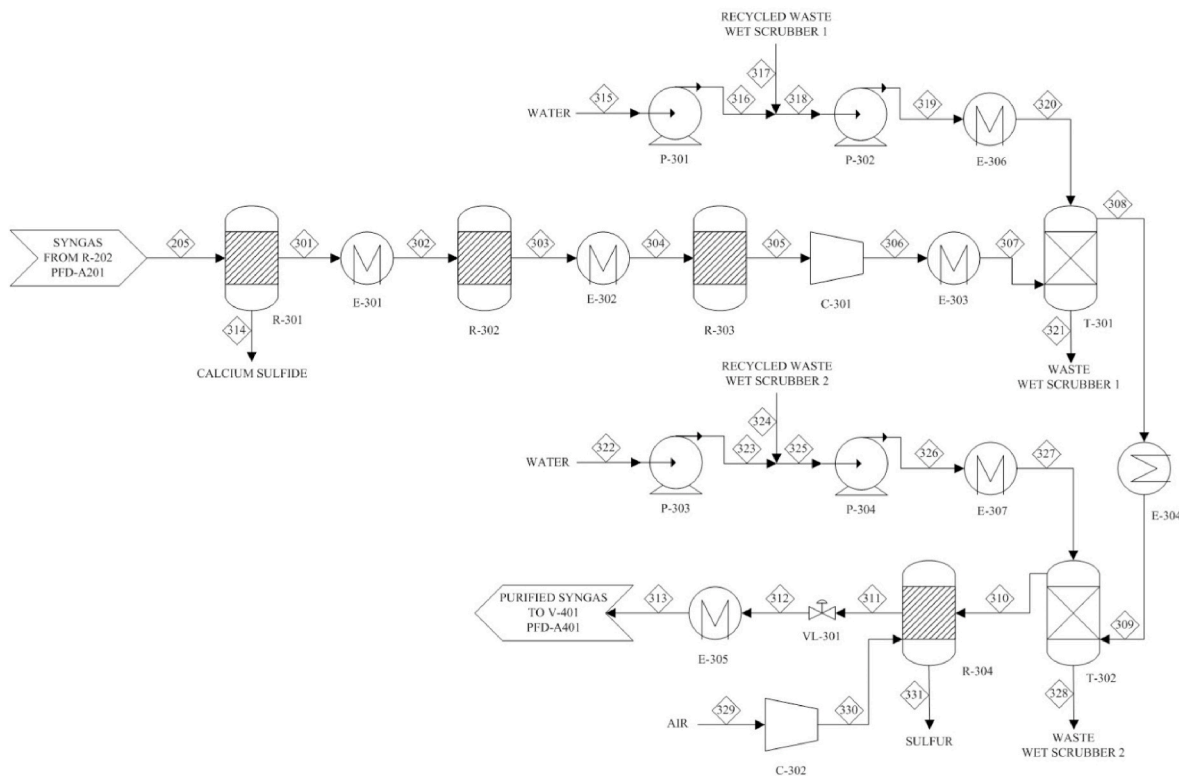 RECYCLED WASTE
WET SCRUBBER 1
317
315
316
318
319
320
WATER
P-301
P-302
E-306
308
SYNGAS
FROM R-202
PFD-A201
205
301
302
303
304
305
306
307
R-301
E-301
R-302
E-302
R-303
C-301
E-303
T-301
314
321
CALCIUM SULFIDE
WASTE
WET SCRUBBER 1
RECYCLED WASTE
WET SCRUBBER 2
324
322
323
325
326
327
WATER
P-303
P-304
E-307
E-304
PURIFIED SYNGAS
TO V-401
PFD-A401
313
312
311
310
309
E-305
VL-301
R-304
T-302
331
328
AIR
329
330
SULFUR
WASTE
WET SCRUBBER 2
C-302